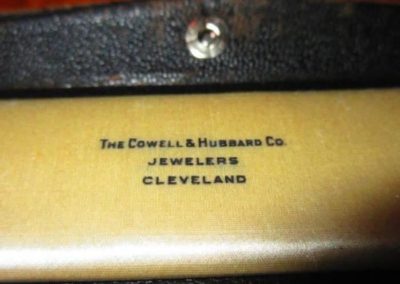 The Cowell & Hubbard Co.
JEWELERS
CLEVELAND